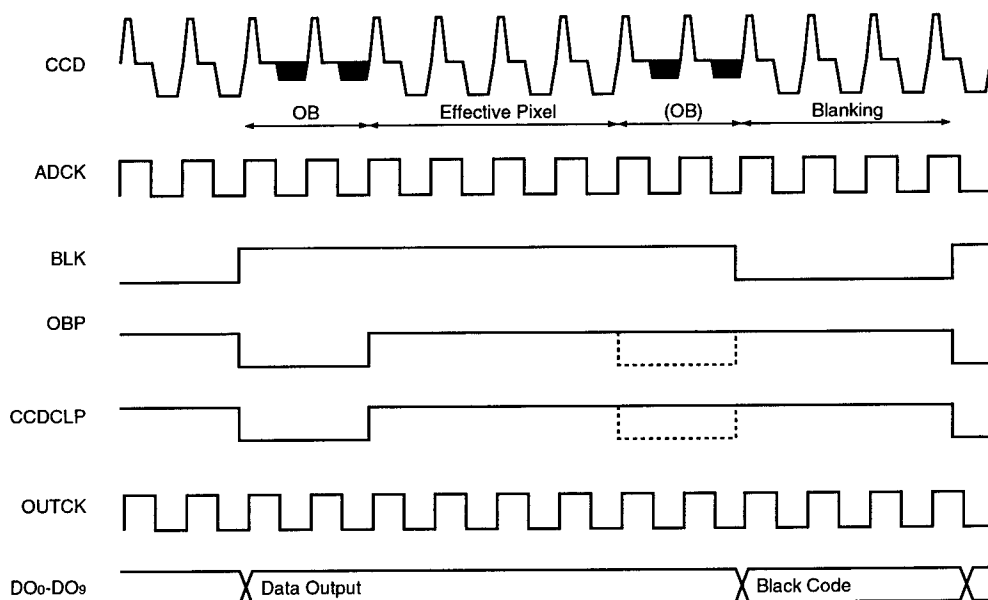 CCD
OB
Effective Pixel
(OB)
Blanking
ADCK
BLK
OBP
CCDCLP
OUTCK
DO0-DO9
Data Output
Black Code